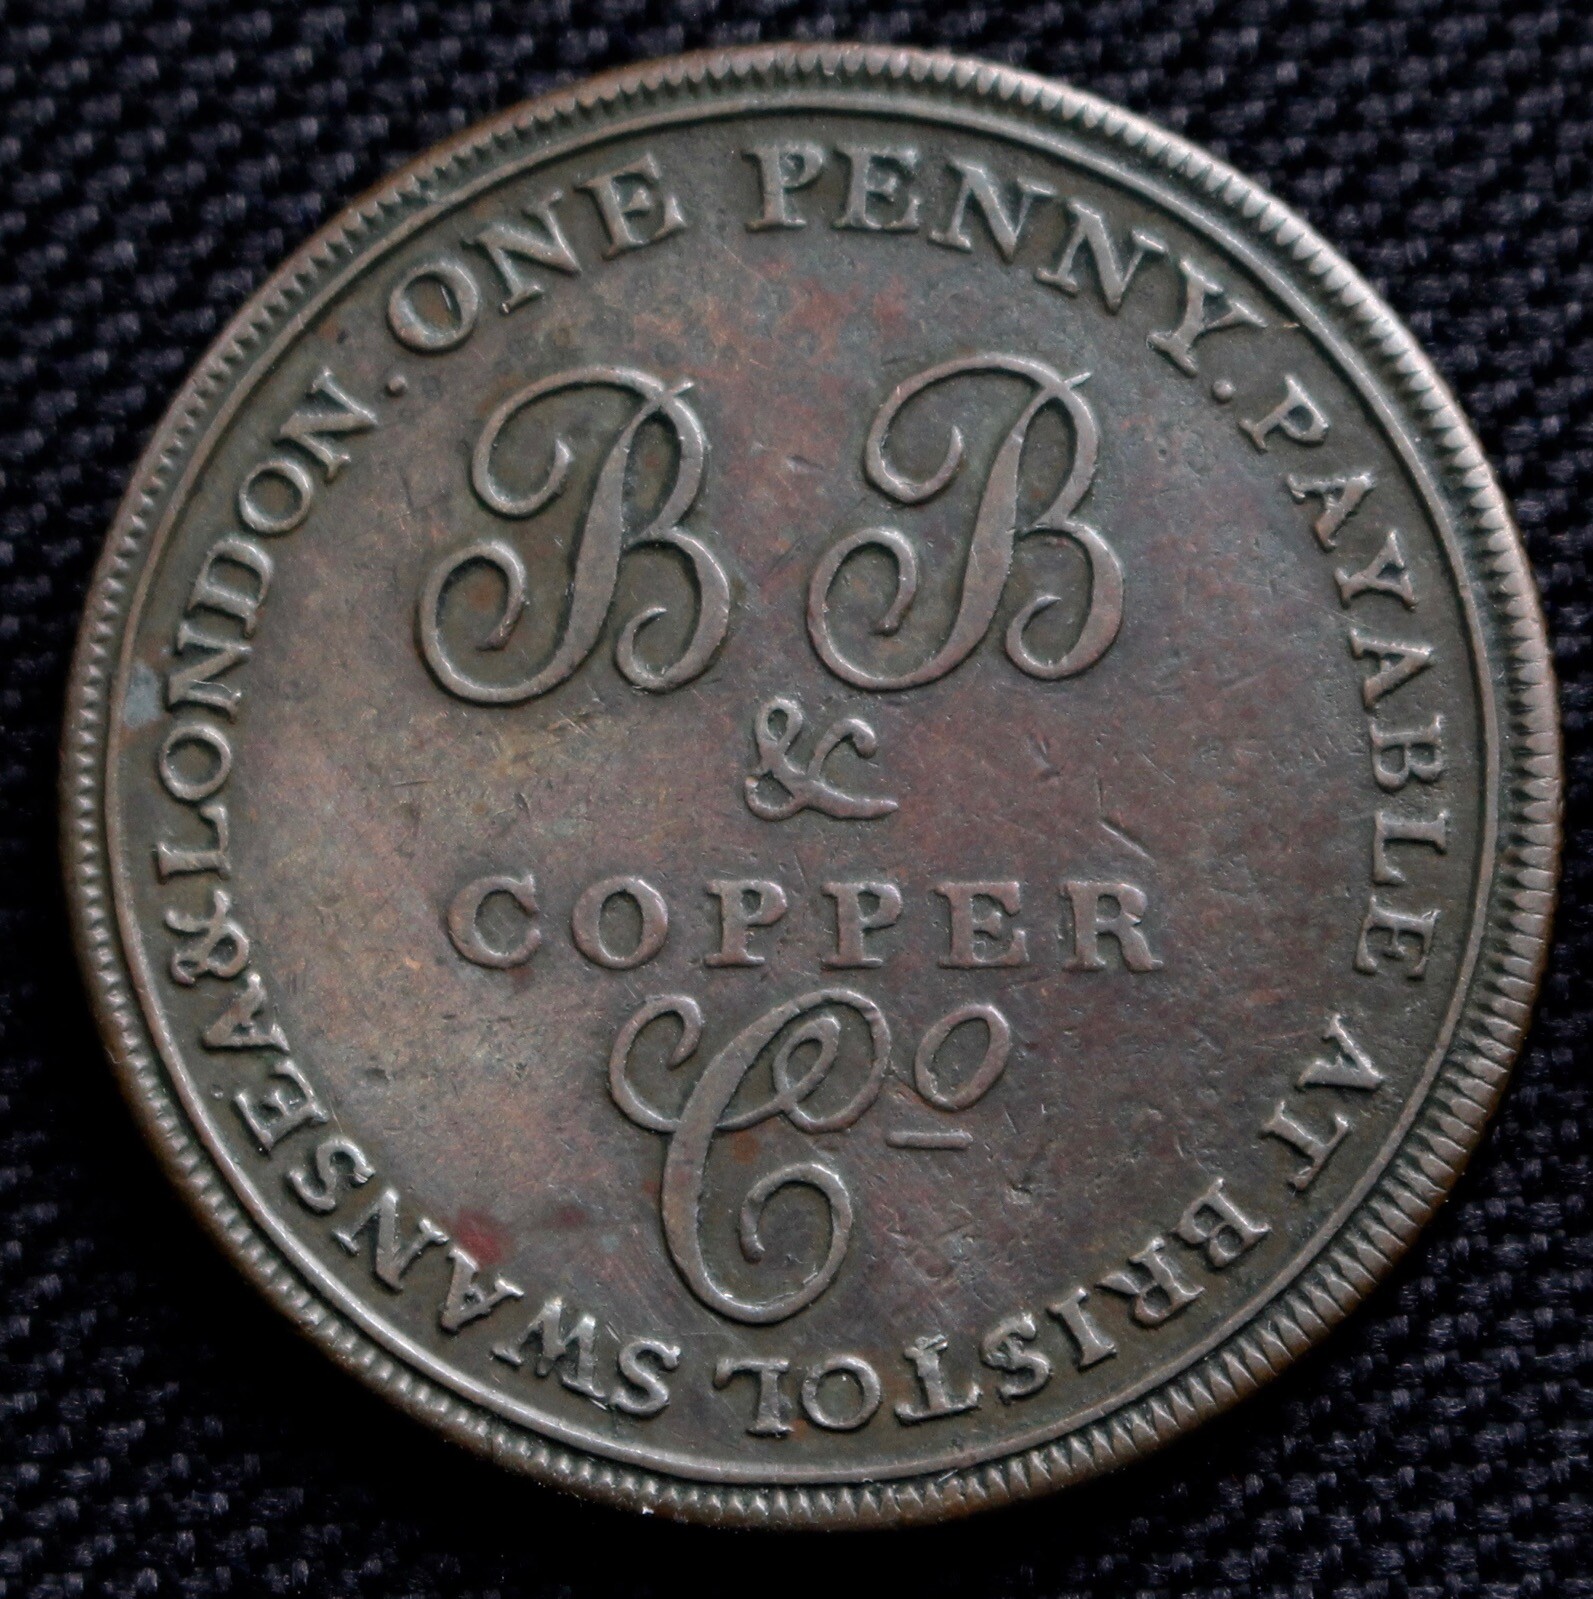 ONE PENNY. PAYABLE AT BRISTOL SWANSEA & LONDON.
B B
&
COPPER
Co